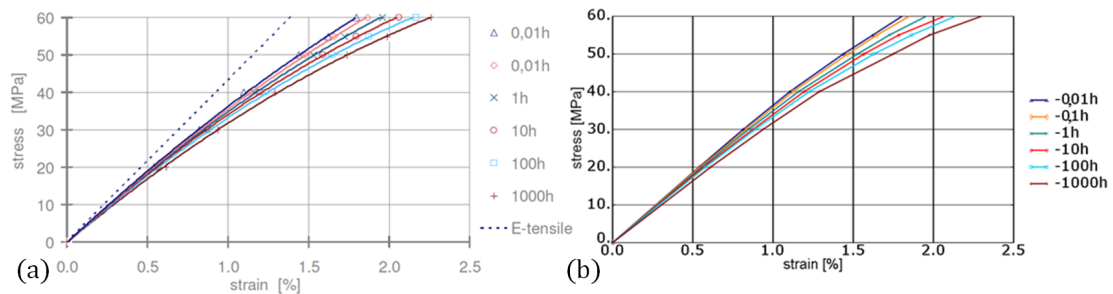 60
50
40
30
20
10
0
stress [MPa]
0.0 0.5 1.0 1.5 2.0 2.5
strain [%]
0,01h
0,01h
1h
10h
100h
1000h
E-tensile
(a)
60.
50.
40.
30.
20.
10.
0.
stress [MPa]
0.0 0.5 1.0 1.5 2.0 2.5
strain [%]
-0,01h
-0,1h
-1h
-10h
-100h
-1000h
(b)